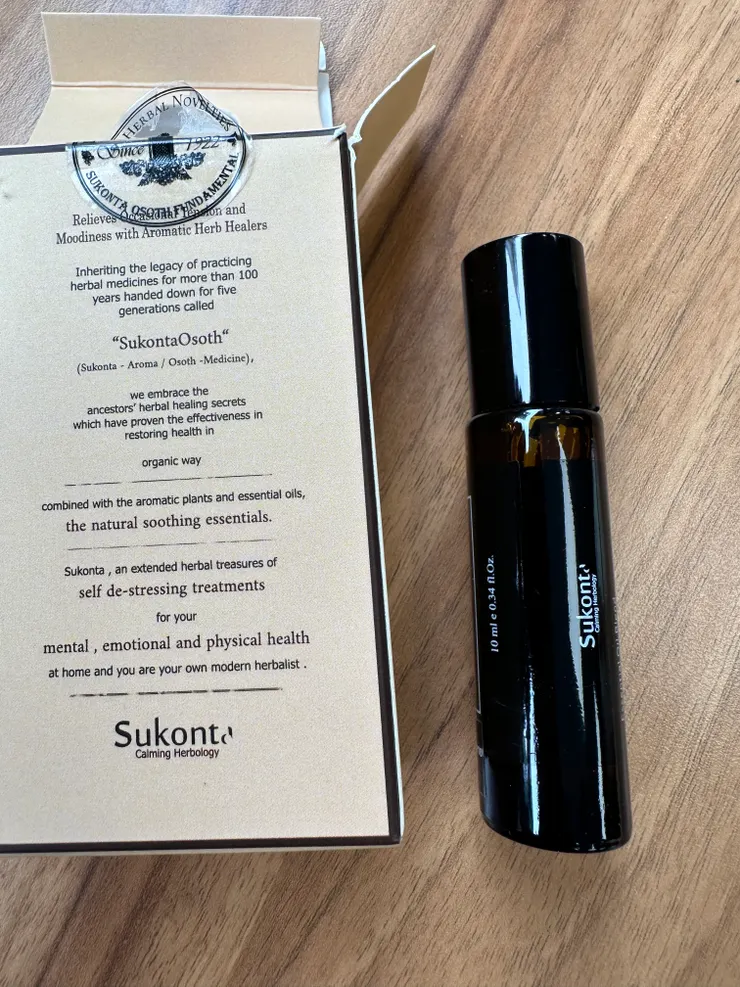 HERBAL NOVELTIES
Since 1922
SUKONTA OSOTH FUNDAMENTAL
Relieves Occasional Tension and
Moodiness with Aromatic Herb Healers
Inheriting the legacy of practicing
herbal medicines for more than 100
years handed down for five
generations called
“SukontaOsoth“
(Sukonta - Aroma / Osoth -Medicine),
we embrace the
ancestors’ herbal healing secrets
which have proven the effectiveness in
restoring health in
organic way
combined with the aromatic plants and essential oils,
the natural soothing essentials.
Sukonta , an extended herbal treasures of
self de-stressing treatments
for your
mental , emotional and physical health
at home and you are your own modern herbalist .
Sukonta
Calming Herbology
10 ml e 0.34 fl.Oz.
Sukonta
Calming Herbology